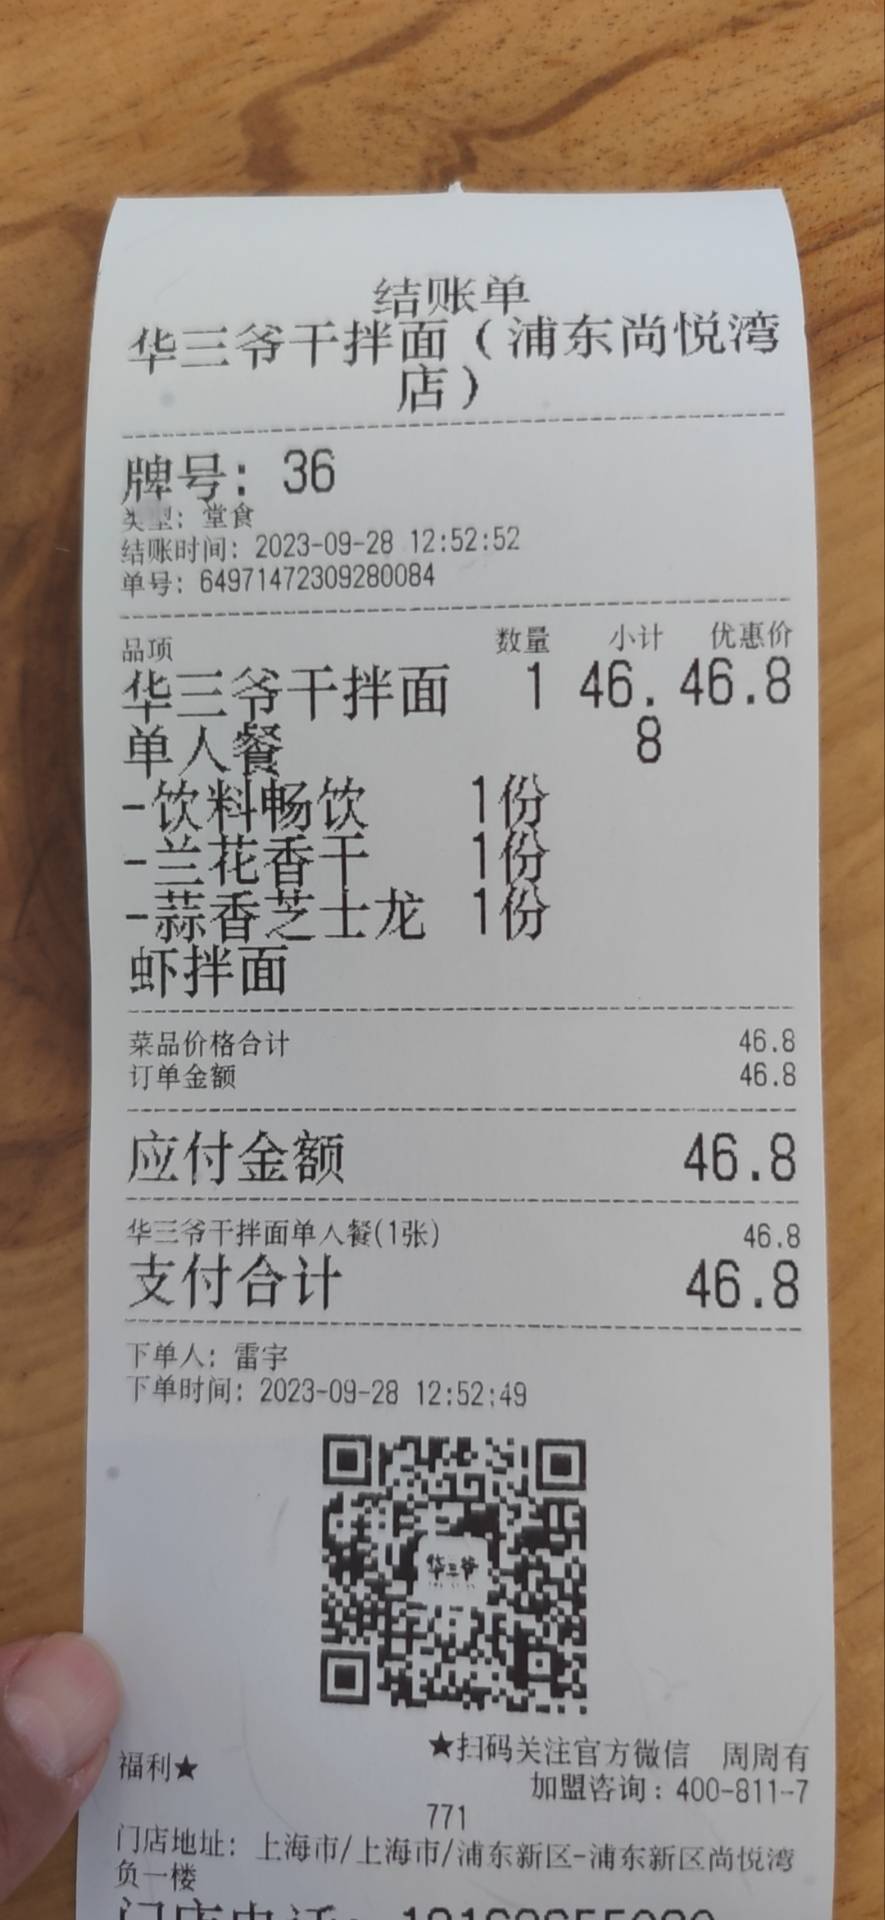 结账单
华三爷干拌面（浦东尚悦湾
店）
牌号: 36
类型: 堂食
结账时间: 2023-09-28 12:52:52
单号: 64971472309280084
品项 数量 小计 优惠价
华三爷干拌面 1 46. 46.8
单人餐 8
-饮料畅饮 1份
-兰花香干 1份
-蒜香芝士龙 1份
虾拌面
菜品价格合计 46.8
订单金额 46.8
应付金额 46.8
华三爷干拌面单人餐(1张) 46.8
支付合计 46.8
下单人: 雷宇
下单时间: 2023-09-28 12:52:49
华三爷
★扫码关注官方微信 周周有
福利★
加盟咨询: 400-811-7
771
门店地址: 上海市/上海市/浦东新区-浦东新区尚悦湾
负一楼
门店电话: